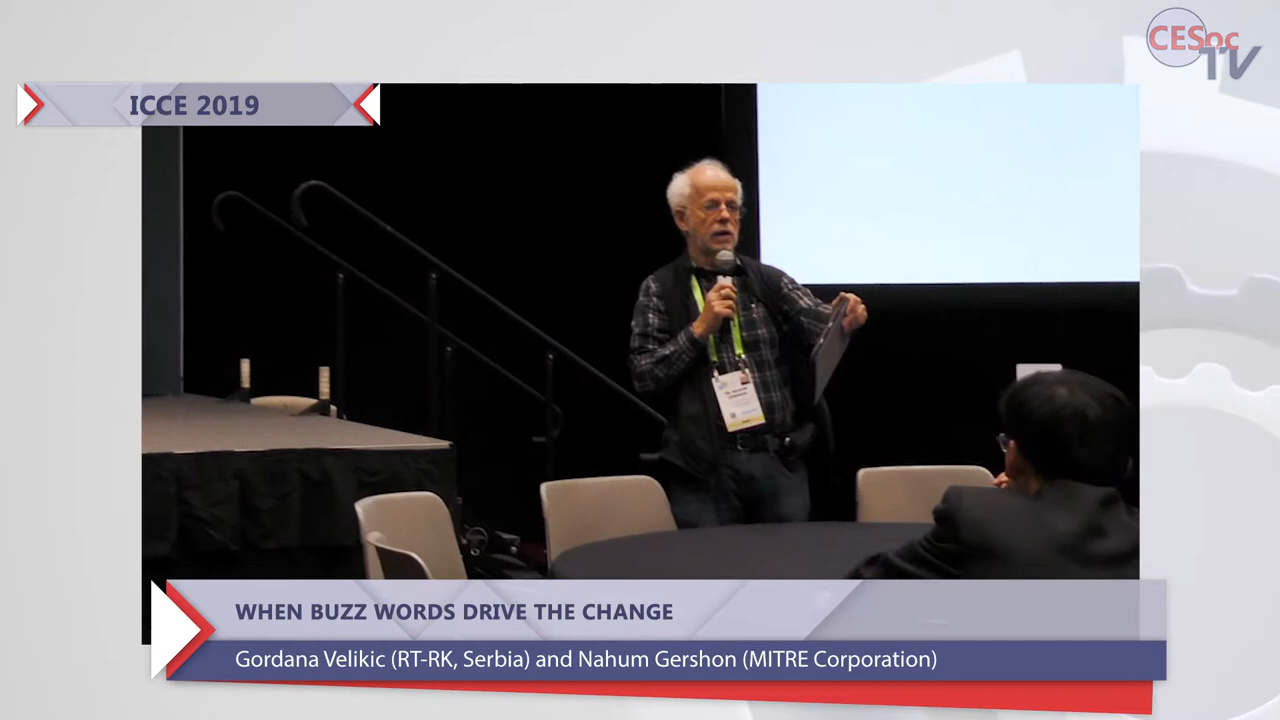 CESoc
TV
ICCE 2019
WHEN BUZZ WORDS DRIVE THE CHANGE
Gordana Velikic (RT-RK, Serbia) and Nahum Gershon (MITRE Corporation)